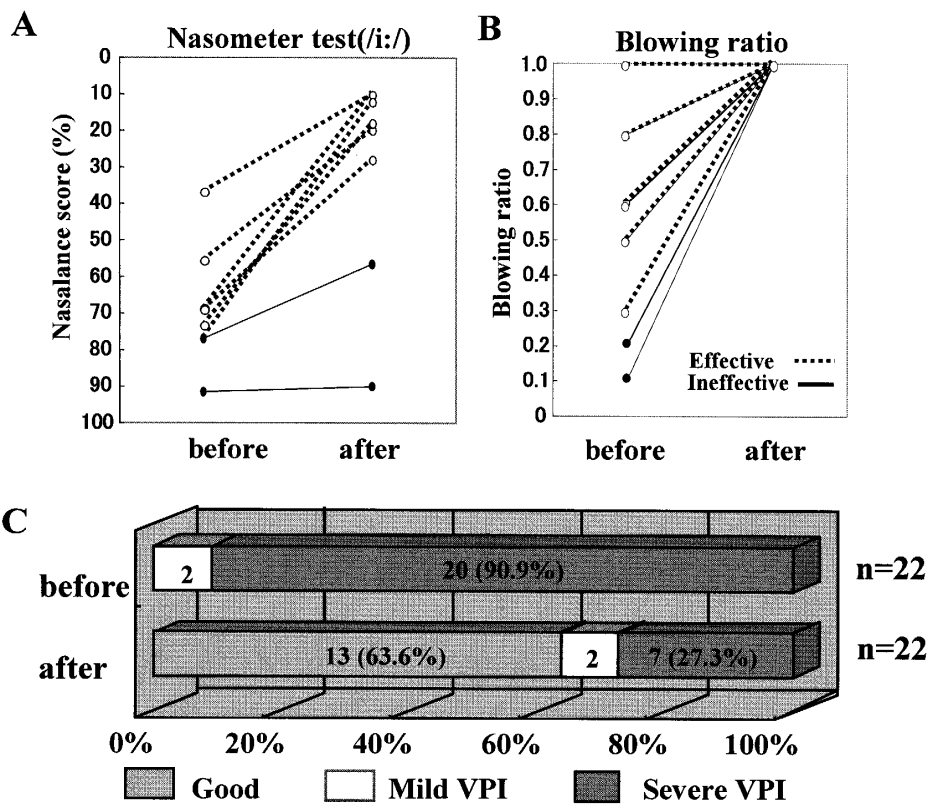 A
Nasometer test(/i:/)
Nasalance score (%)
0
10
20
30
40
50
60
70
80
90
100
before
after
B
Blowing ratio
Blowing ratio
1.0
0.9
0.8
0.7
0.6
0.5
0.4
0.3
0.2
0.1
0
Effective
Ineffective
before
after
C
before
2
20 (90.9%)
n=22
after
13 (63.6%)
2
7 (27.3%)
n=22
0%
20%
40%
60%
80%
100%
Good
Mild VPI
Severe VPI